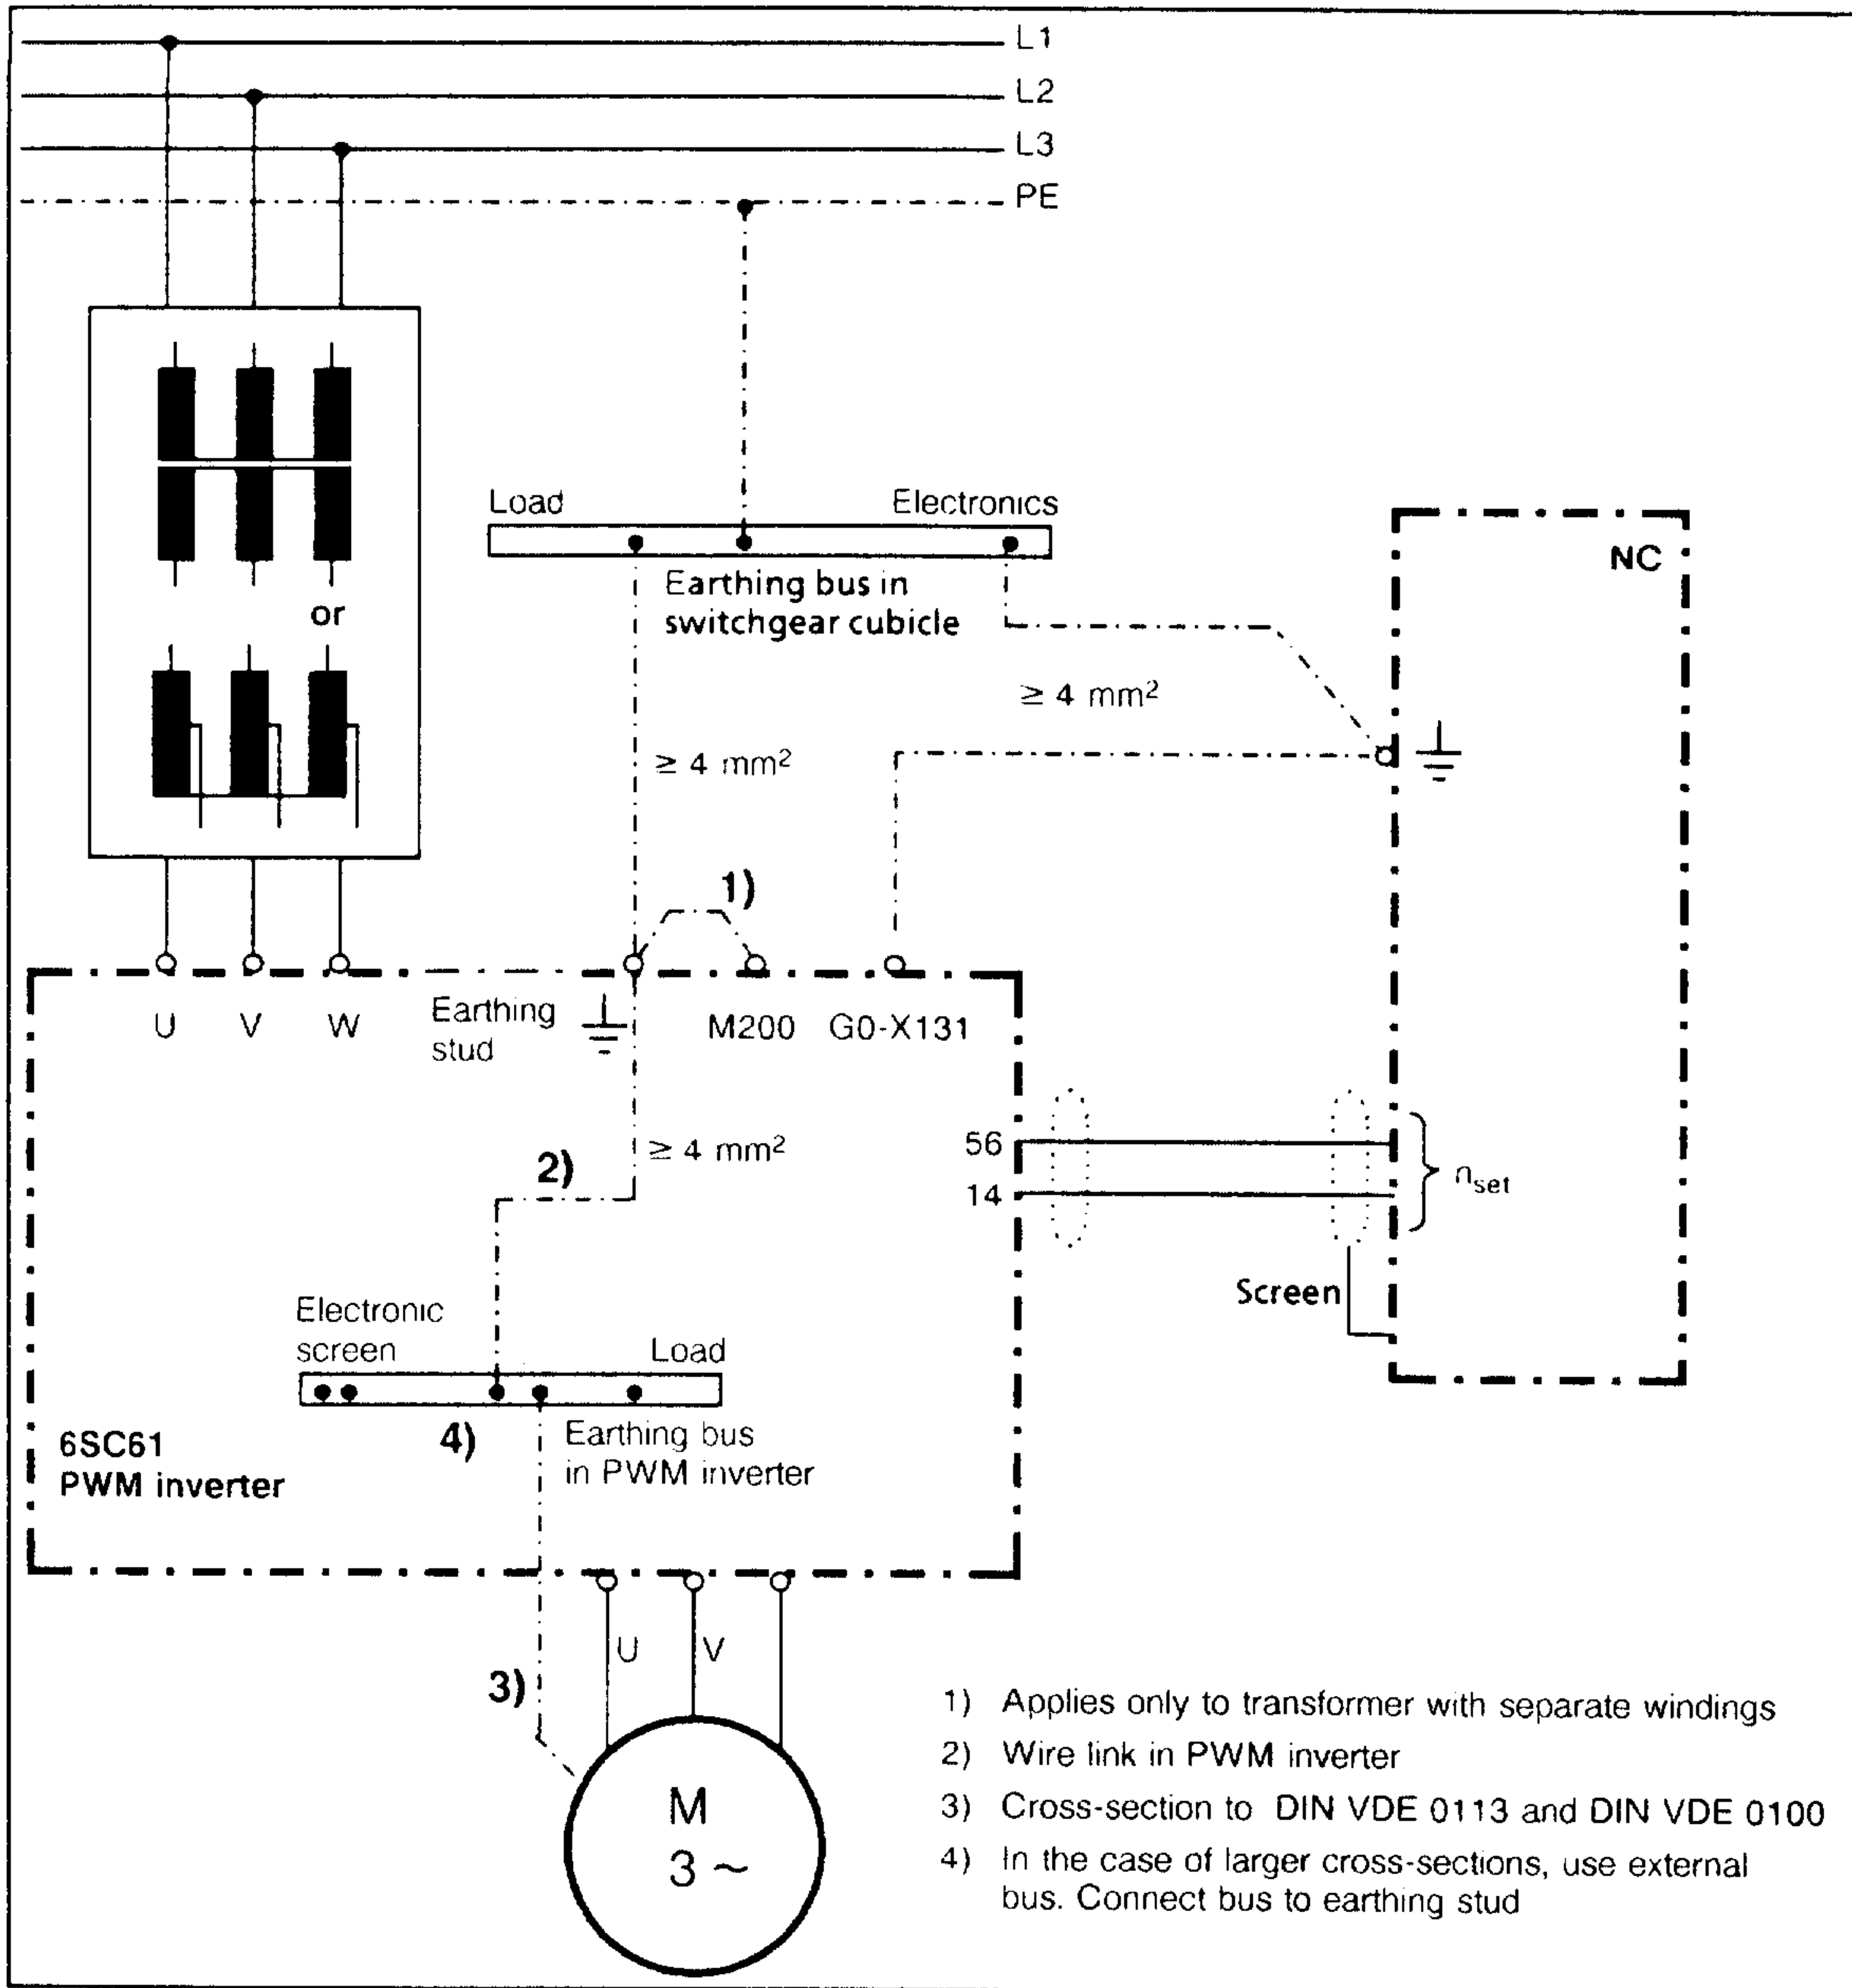 L1
L2
L3
PE
or
Load
Electronics
Earthing bus in
switchgear cubicle
NC
≥ 4 mm²
≥ 4 mm²
1)
U
V
W
Earthing
stud
M200
G0-X131
2)
≥ 4 mm²
56
14
nset
Screen
Electronic
screen
Load
4)
Earthing bus
in PWM inverter
6SC61
PWM inverter
U
V
3)
M
3 ~
1) Applies only to transformer with separate windings
2) Wire link in PWM inverter
3) Cross-section to DIN VDE 0113 and DIN VDE 0100
4) In the case of larger cross-sections, use external
bus. Connect bus to earthing stud